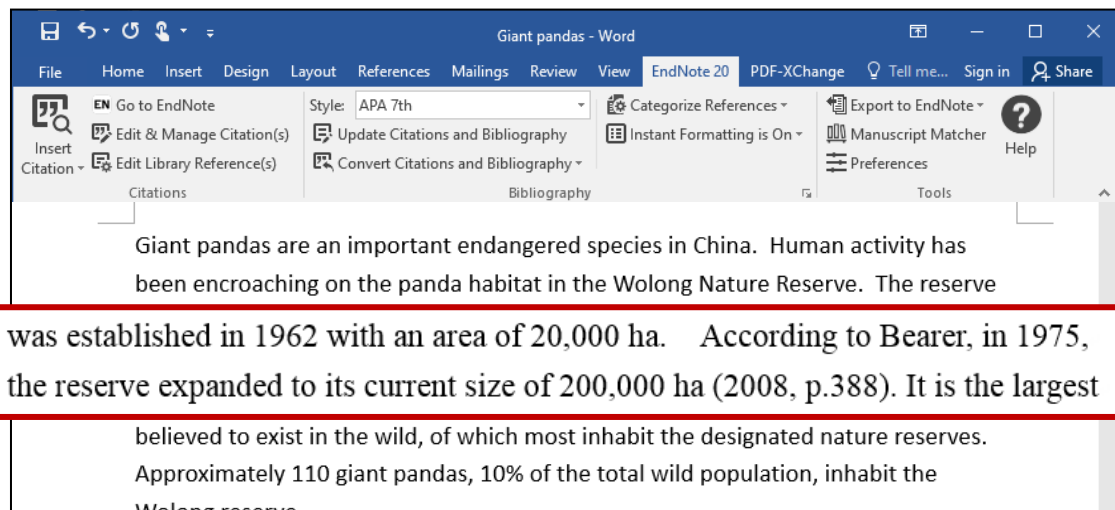 Giant pandas - Word
File Home Insert Design Layout References Mailings Review View EndNote 20 PDF-XChange Tell me... Sign in Share
Insert Citation
EN Go to EndNote
Edit & Manage Citation(s)
Edit Library Reference(s)
Citations
Style: APA 7th
Update Citations and Bibliography
Convert Citations and Bibliography
Categorize References
Instant Formatting is On
Bibliography
Export to EndNote
Manuscript Matcher
Preferences
Tools
Help
Giant pandas are an important endangered species in China. Human activity has
been encroaching on the panda habitat in the Wolong Nature Reserve. The reserve
was established in 1962 with an area of 20,000 ha. According to Bearer, in 1975,
the reserve expanded to its current size of 200,000 ha (2008, p.388). It is the largest
believed to exist in the wild, of which most inhabit the designated nature reserves.
Approximately 110 giant pandas, 10% of the total wild population, inhabit the
Wolong reserve